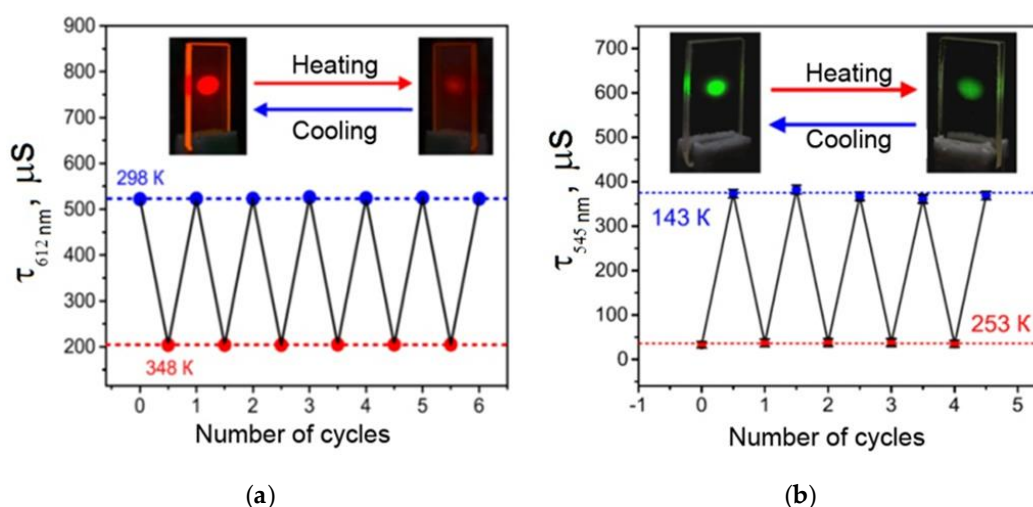 900
800
700
600
500
400
300
200
τ612 nm, μS
Heating
Cooling
298 K
348 K
0 1 2 3 4 5 6
Number of cycles
(a)
700
600
500
400
300
200
100
0
τ545 nm, μS
Heating
Cooling
143 K
253 K
-1 0 1 2 3 4 5
Number of cycles
(b)